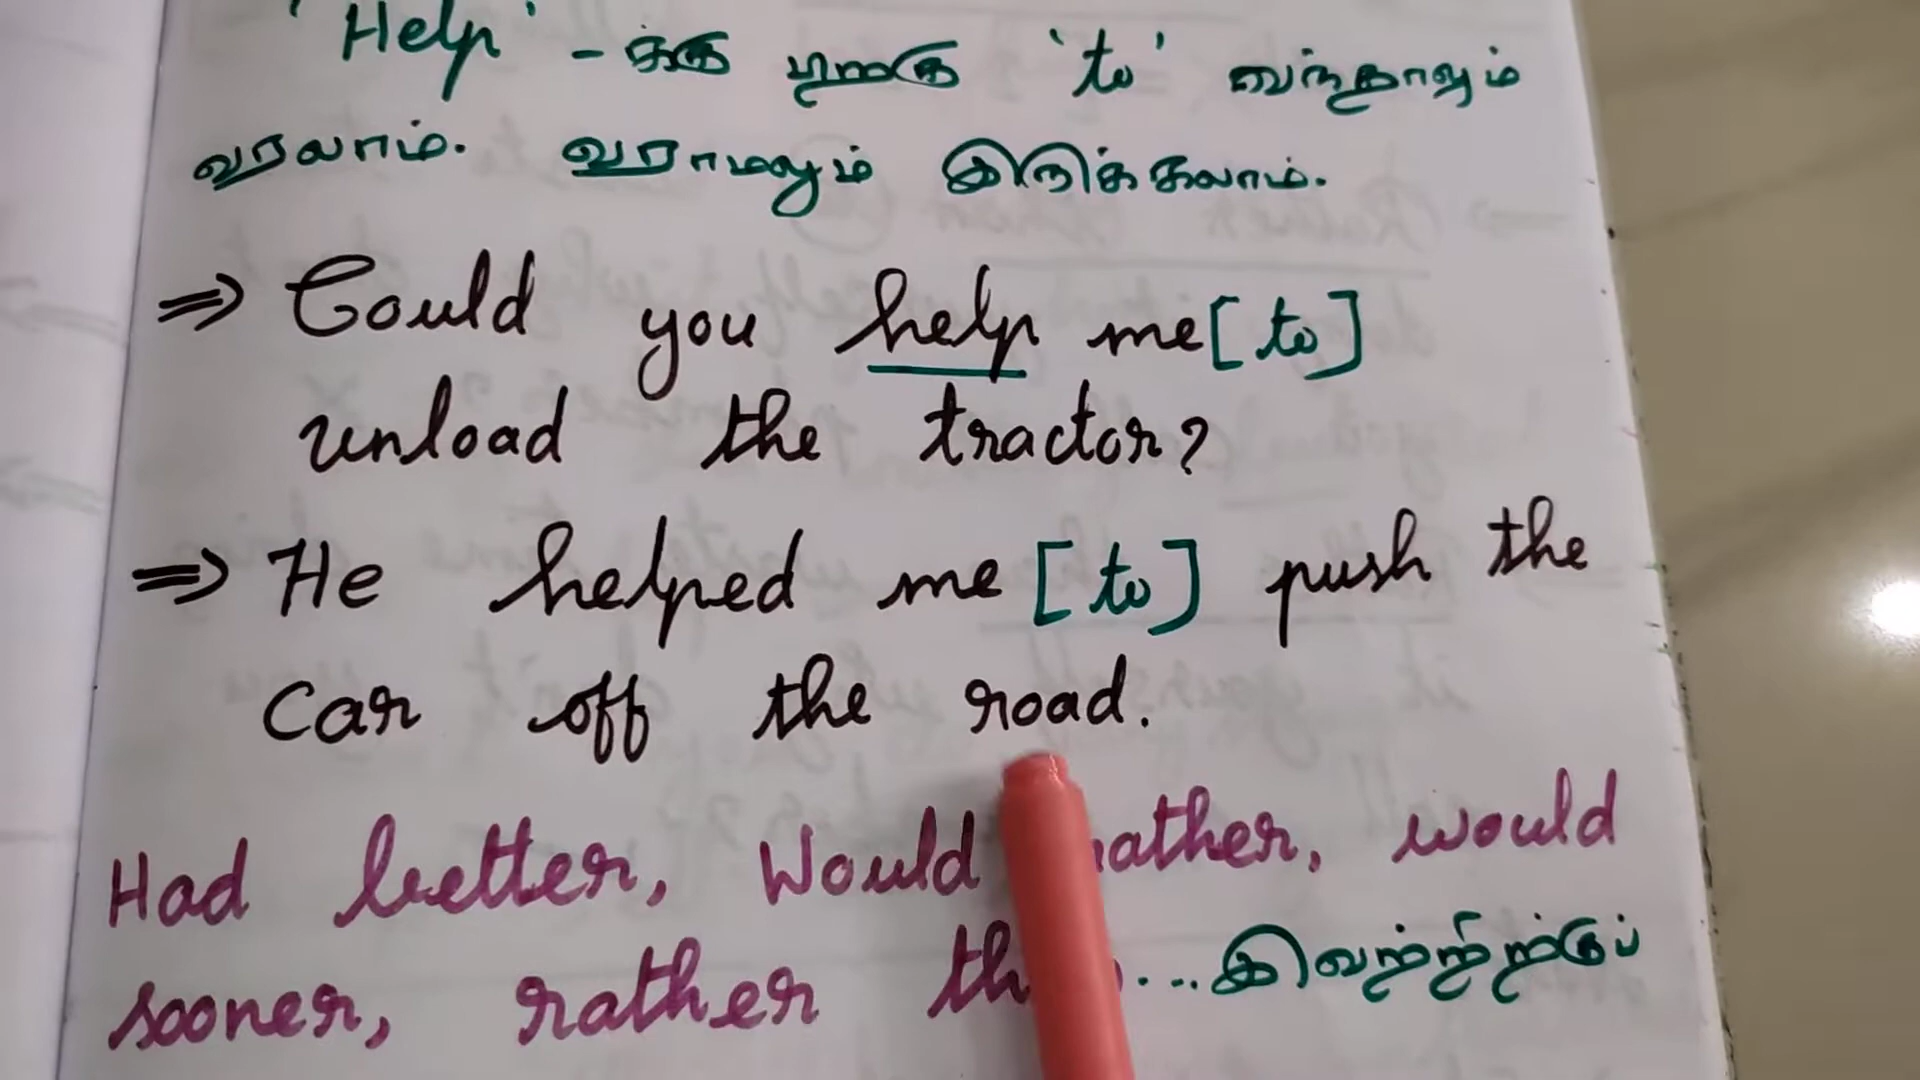 'Help' - க்கு பிறகு 'to' வந்தாலும்
வரலாம். வராமலும் இருக்கலாம்.
⇒ Could you help me [to]
unload the tractor?
⇒ He helped me [to] push the
car off the road.
Had better, Would rather, would
sooner, rather ... இவற்றிற்குப்